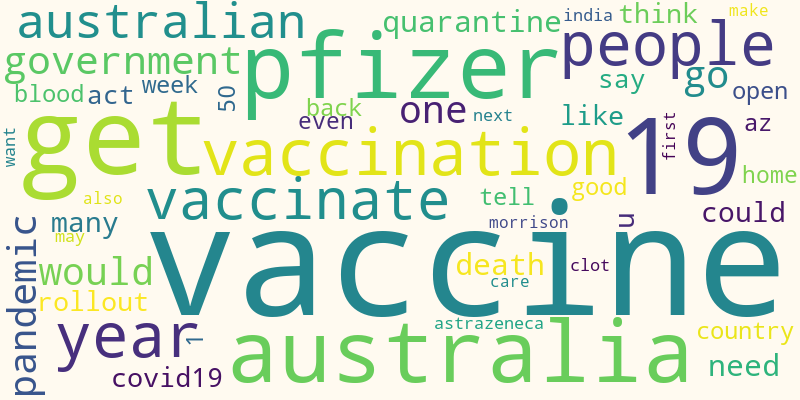 australian
quarantine
india
think
make
government
pfizer
people
blood
act
week
50
say
go
open
back
even
one
next
like
19
first
az
want
get
vaccination
home
also
vaccinate
tell
good
could
many
morrison
u
may
vaccine
pandemic
would
death
clot
care
rollout
year
1
astrazeneca
country
australia
covid19
need